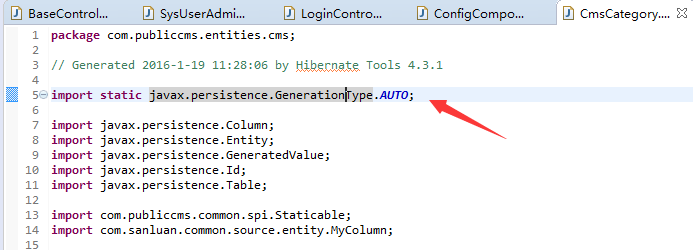 BaseControl... SysUserAdmi... LoginContro... ConfigCompo... CmsCategory....
1 package com.publiccms.entities.cms;
2
3 // Generated 2016-1-19 11:28:06 by Hibernate Tools 4.3.1
4
5 import static javax.persistence.GenerationType.AUTO;
6
7 import javax.persistence.Column;
8 import javax.persistence.Entity;
9 import javax.persistence.GeneratedValue;
10 import javax.persistence.Id;
11 import javax.persistence.Table;
12
13 import com.publiccms.common.spi.Staticable;
14 import com.sanluan.common.source.entity.MyColumn;
15